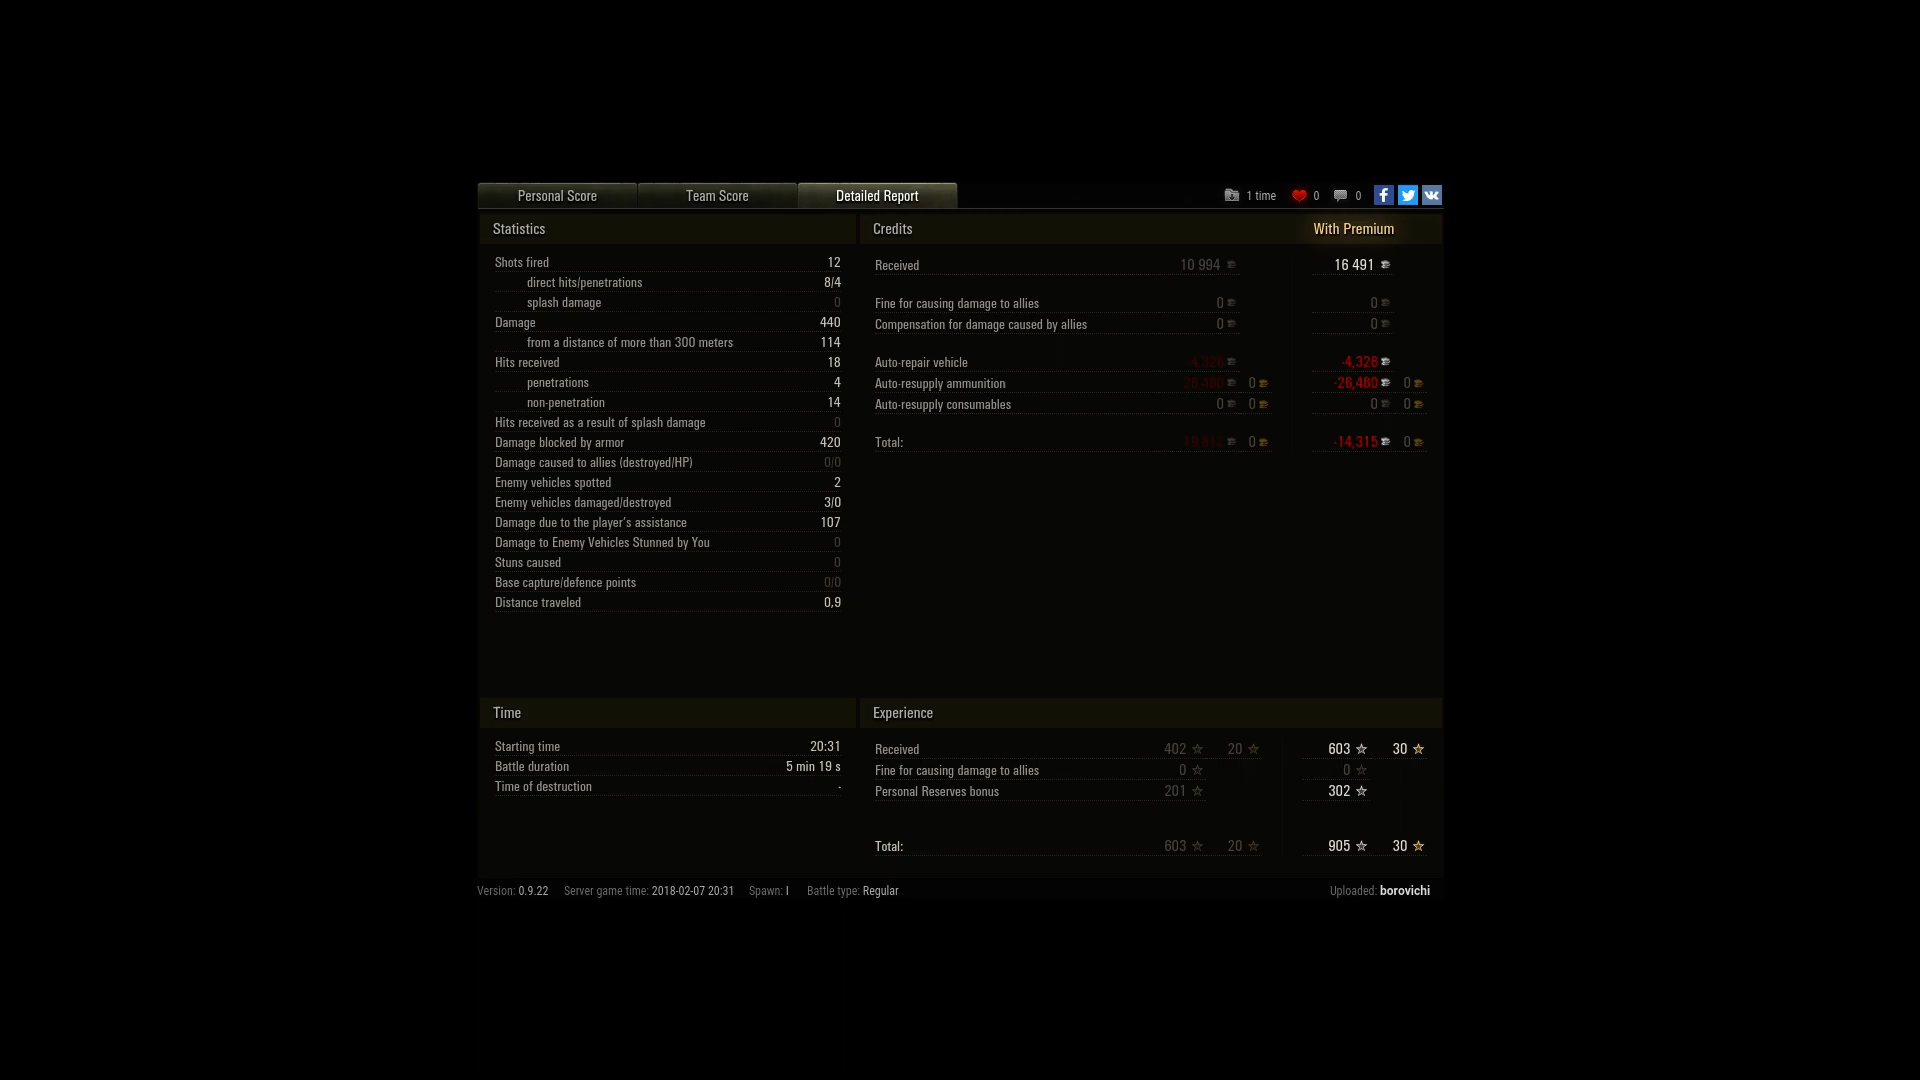 Personal Score Team Score Detailed Report 1 time 0 0
Statistics
Shots fired 12
direct hits/penetrations 8/4
splash damage 0
Damage 440
from a distance of more than 300 meters 114
Hits received 18
penetrations 4
non-penetration 14
Hits received as a result of splash damage 0
Damage blocked by armor 420
Damage caused to allies (destroyed/HP) 0/0
Enemy vehicles spotted 2
Enemy vehicles damaged/destroyed 3/0
Damage due to the player's assistance 107
Damage to Enemy Vehicles Stunned by You 0
Stuns caused 0
Base capture/defence points 0/0
Distance traveled 0,9
Credits With Premium
Received 10 994 16 491
Fine for causing damage to allies 0 0
Compensation for damage caused by allies 0 0
Auto-repair vehicle -4,326
Auto-resupply ammunition -26,480 0 -26,480 0
Auto-resupply consumables 0 0 0 0
Total: 0 -14,315 0
Time
Starting time 20:31
Battle duration 5 min 19 s
Time of destruction -
Experience
Received 402 20 603 30
Fine for causing damage to allies 0 0
Personal Reserves bonus 201 302
Total: 603 20 905 30
Version: 0.9.22 Server game time: 2018-02-07 20:31 Spawn: I Battle type: Regular Uploaded: borovichi